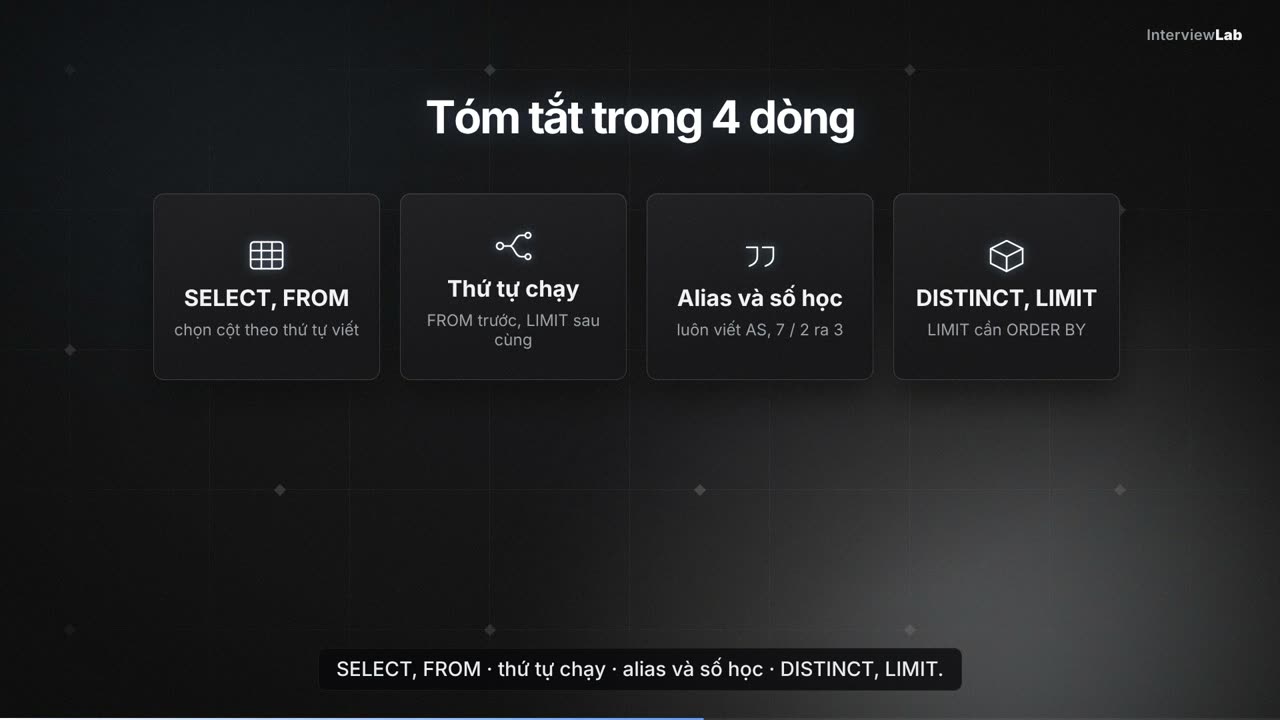 InterviewLab
Tóm tắt trong 4 dòng
SELECT, FROM
chọn cột theo thứ tự viết
Thứ tự chạy
FROM trước, LIMIT sau
cùng
Alias và số học
luôn viết AS, 7 / 2 ra 3
DISTINCT, LIMIT
LIMIT cần ORDER BY
SELECT, FROM · thứ tự chạy · alias và số học · DISTINCT, LIMIT.